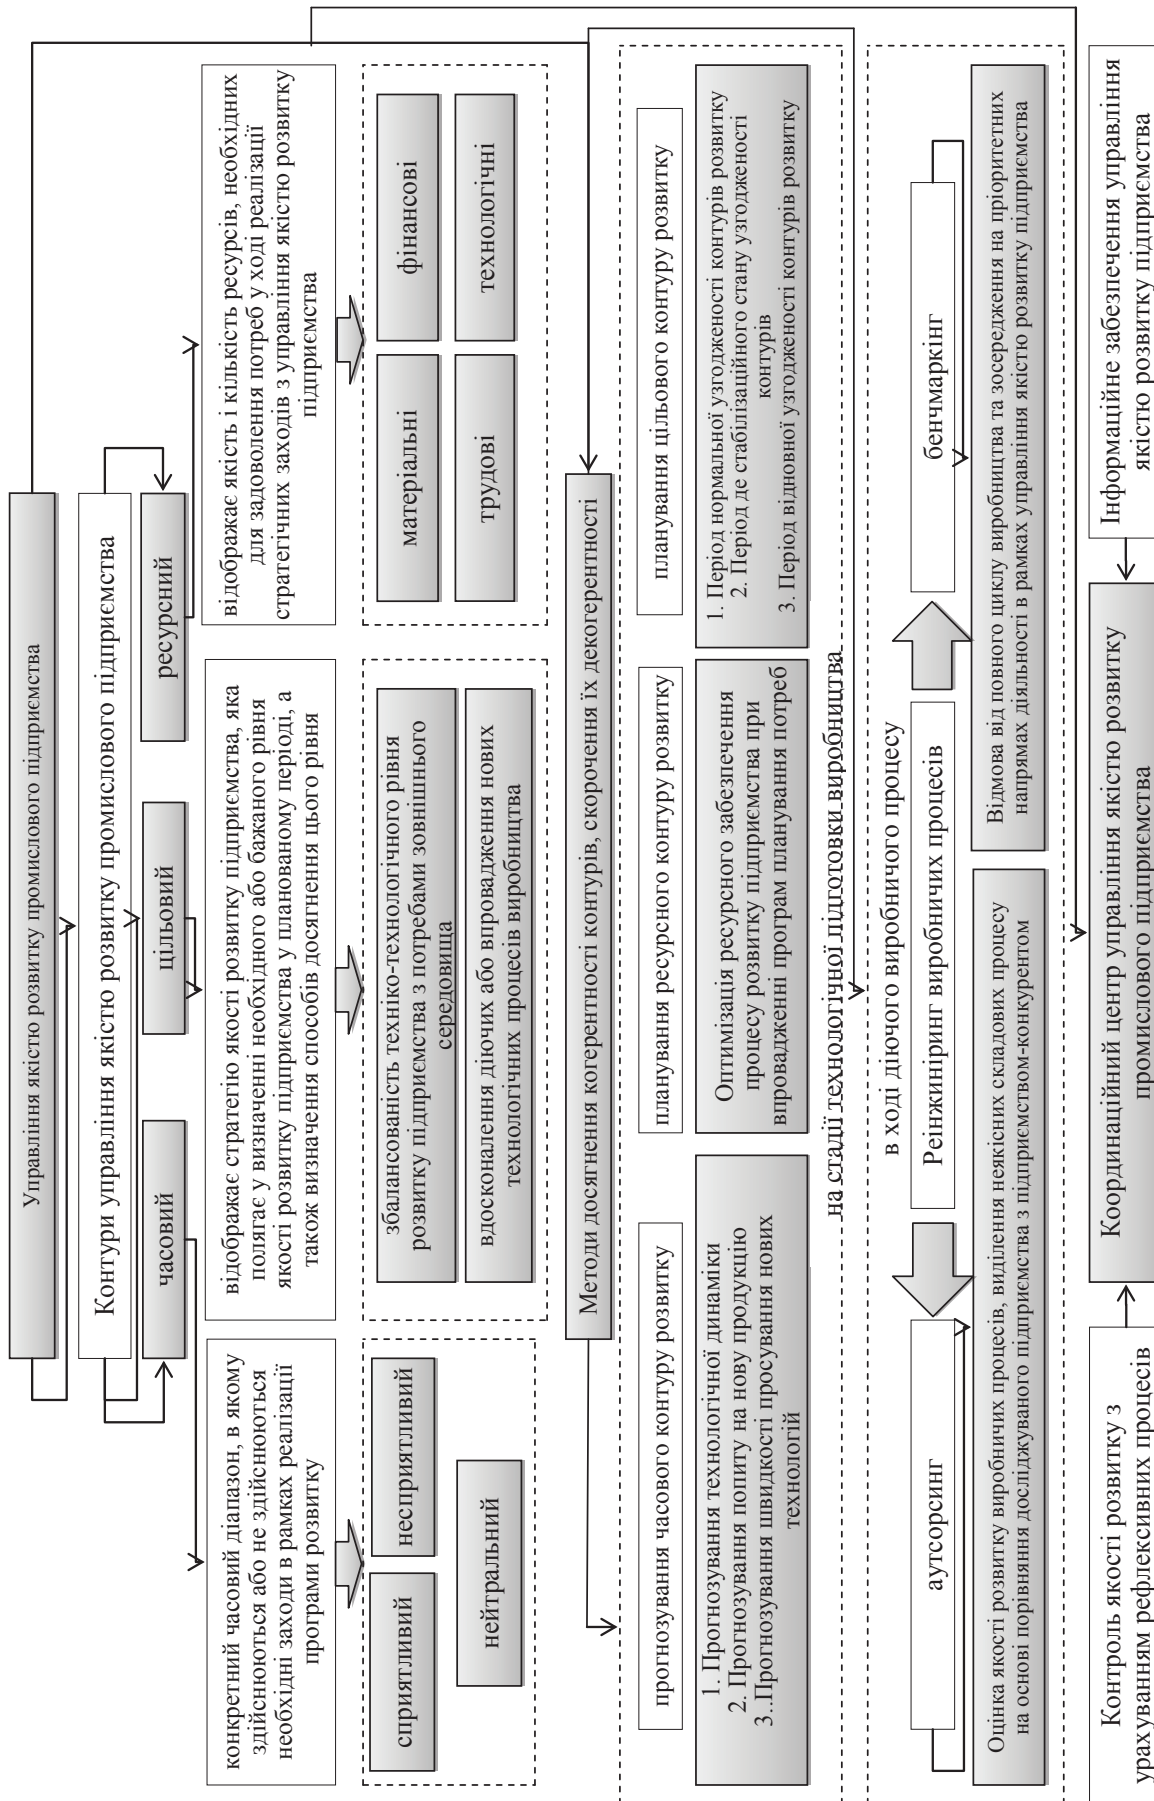 Управління якістю розвитку промислового підприємства
Контури управління якістю розвитку промислового підприємства
часовий
цільовий
ресурсний
конкретний часовий діапазон, в якому
здійснюються або не здійснюються
необхідні заходи в рамках реалізації
програми розвитку
відображає стратегію якості розвитку підприємства, яка
полягає у визначенні необхідного або бажаного рівня
якості розвитку підприємства у плановому періоді, а
також визначення способів досягнення цього рівня
відображає якість і кількість ресурсів, необхідних
для задоволення потреб у ході реалізації
стратегічних заходів з управління якістю розвитку
підприємства
сприятливий
несприятливий
нейтральний
збалансованість техніко-технологічного рівня
розвитку підприємства з потребами зовнішнього
середовища
вдосконалення діючих або впровадження нових
технологічних процесів виробництва
матеріальні
фінансові
трудові
технологічні
Методи досягнення когерентності контурів, скорочення їх декогерентності
прогнозування часового контуру розвитку
планування ресурсного контуру розвитку
планування цільового контуру розвитку
1. Прогнозування технологічної динаміки
2. Прогнозування попиту на нову продукцію
3..Прогнозування швидкості просування нових
технологій
Оптимізація ресурсного забезпечення
процесу розвитку підприємства при
впровадженні програм планування потреб
1. Період нормальної узгодженості контурів розвитку
2. Період де стабілізаційного стану узгодженості
контурів
3. Період відновної узгодженості контурів розвитку
на стадії технологічної підготовки виробництва
в ході діючого виробничого процесу
аутсорсинг
Реінжиніринг виробничих процесів
бенчмаркінг
Оцінка якості розвитку виробничих процесів, виділення неякісних складових процесу
на основі порівняння досліджуваного підприємства з підприємством-конкурентом
Відмова від повного циклу виробництва та зосередження на пріоритетних
напрямах діяльності в рамках управління якістю розвитку підприємства
Контроль якості розвитку з
урахуванням рефлексивних процесів
Координаційний центр управління якістю розвитку
промислового підприємства
Інформаційне забезпечення управління
якістю розвитку підприємства